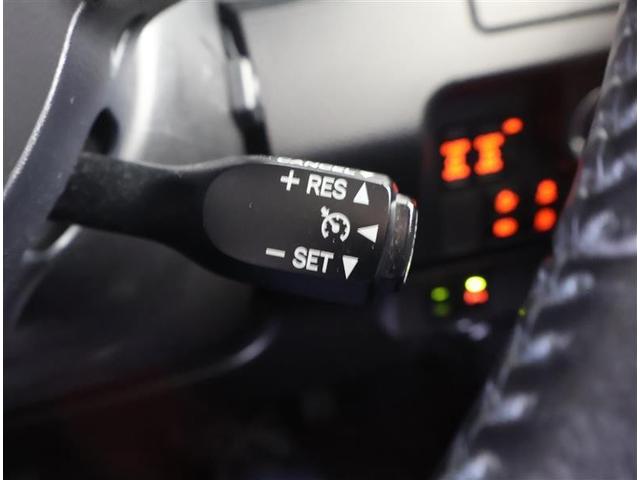 CANCEL
+ RES ▲
− SET ▼